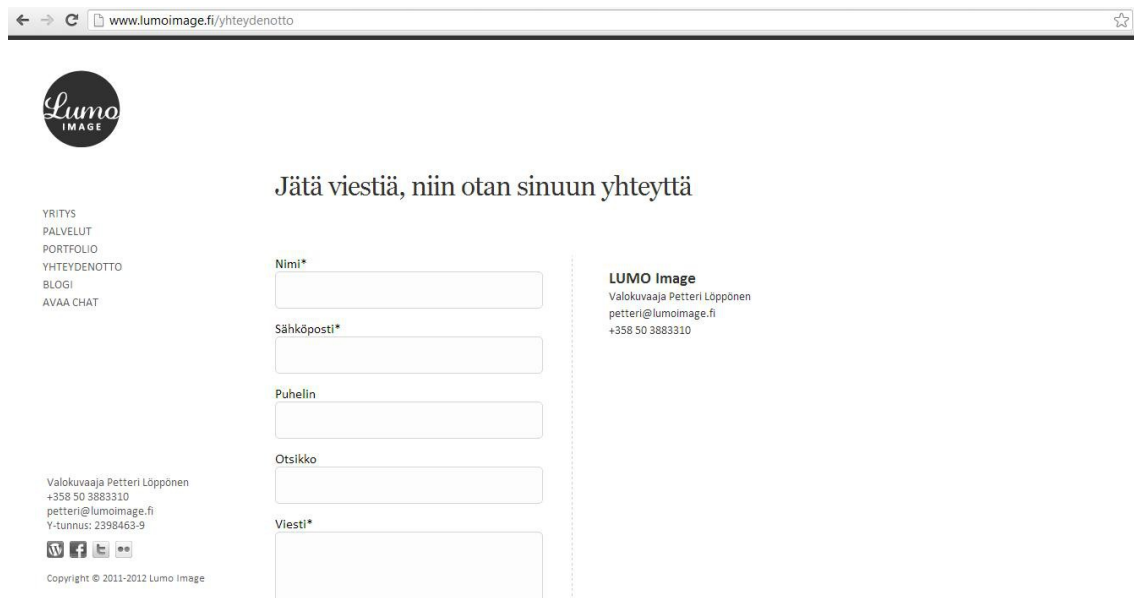 www.lumoimage.fi/yhteydenotto
Lumo
IMAGE
Jätä viestiä, niin otan sinuun yhteyttä
YRITYS
PALVELUT
PORTFOLIO
YHTEYDENOTTO
BLOGI
AVAA CHAT
Nimi*
Sähköposti*
Puhelin
Otsikko
Viesti*
LUMO Image
Valokuvaaja Petteri Löppönen
petteri@lumoimage.fi
+358 50 3883310
Valokuvaaja Petteri Löppönen
+358 50 3883310
petteri@lumoimage.fi
Y-tunnus: 2398463-9
Copyright © 2011-2012 Lumo Image